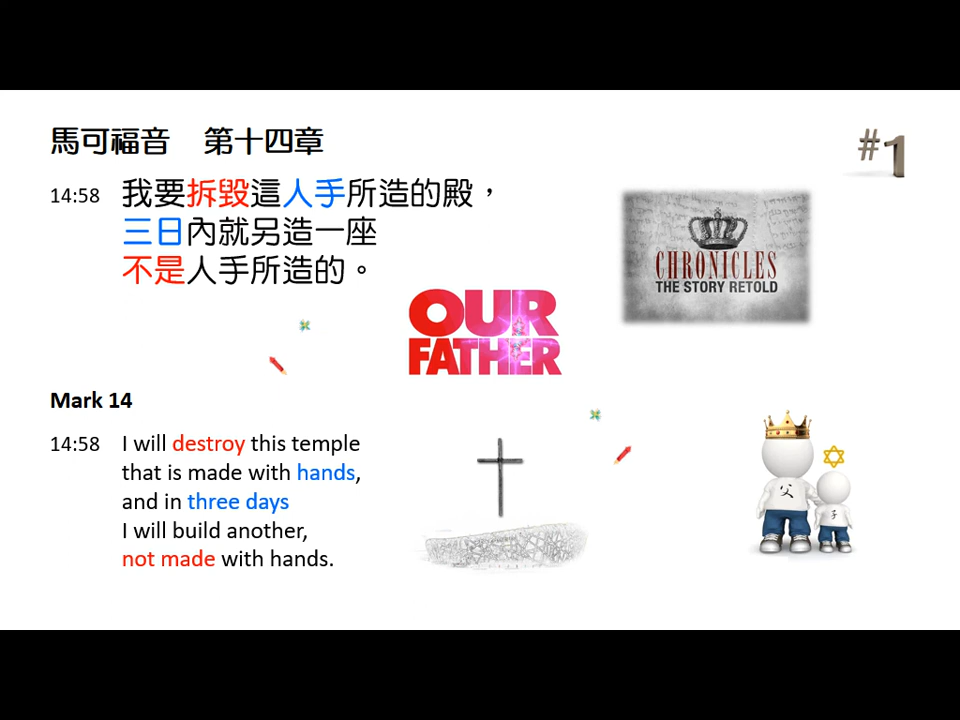 馬可福音 第十四章
#1
14:58 我要拆毀這人手所造的殿，
三日內就另造一座
不是人手所造的。
CHRONICLES
THE STORY RETOLD
OUR
FATHER
Mark 14
14:58 I will destroy this temple
that is made with hands,
and in three days
I will build another,
not made with hands.
父
子